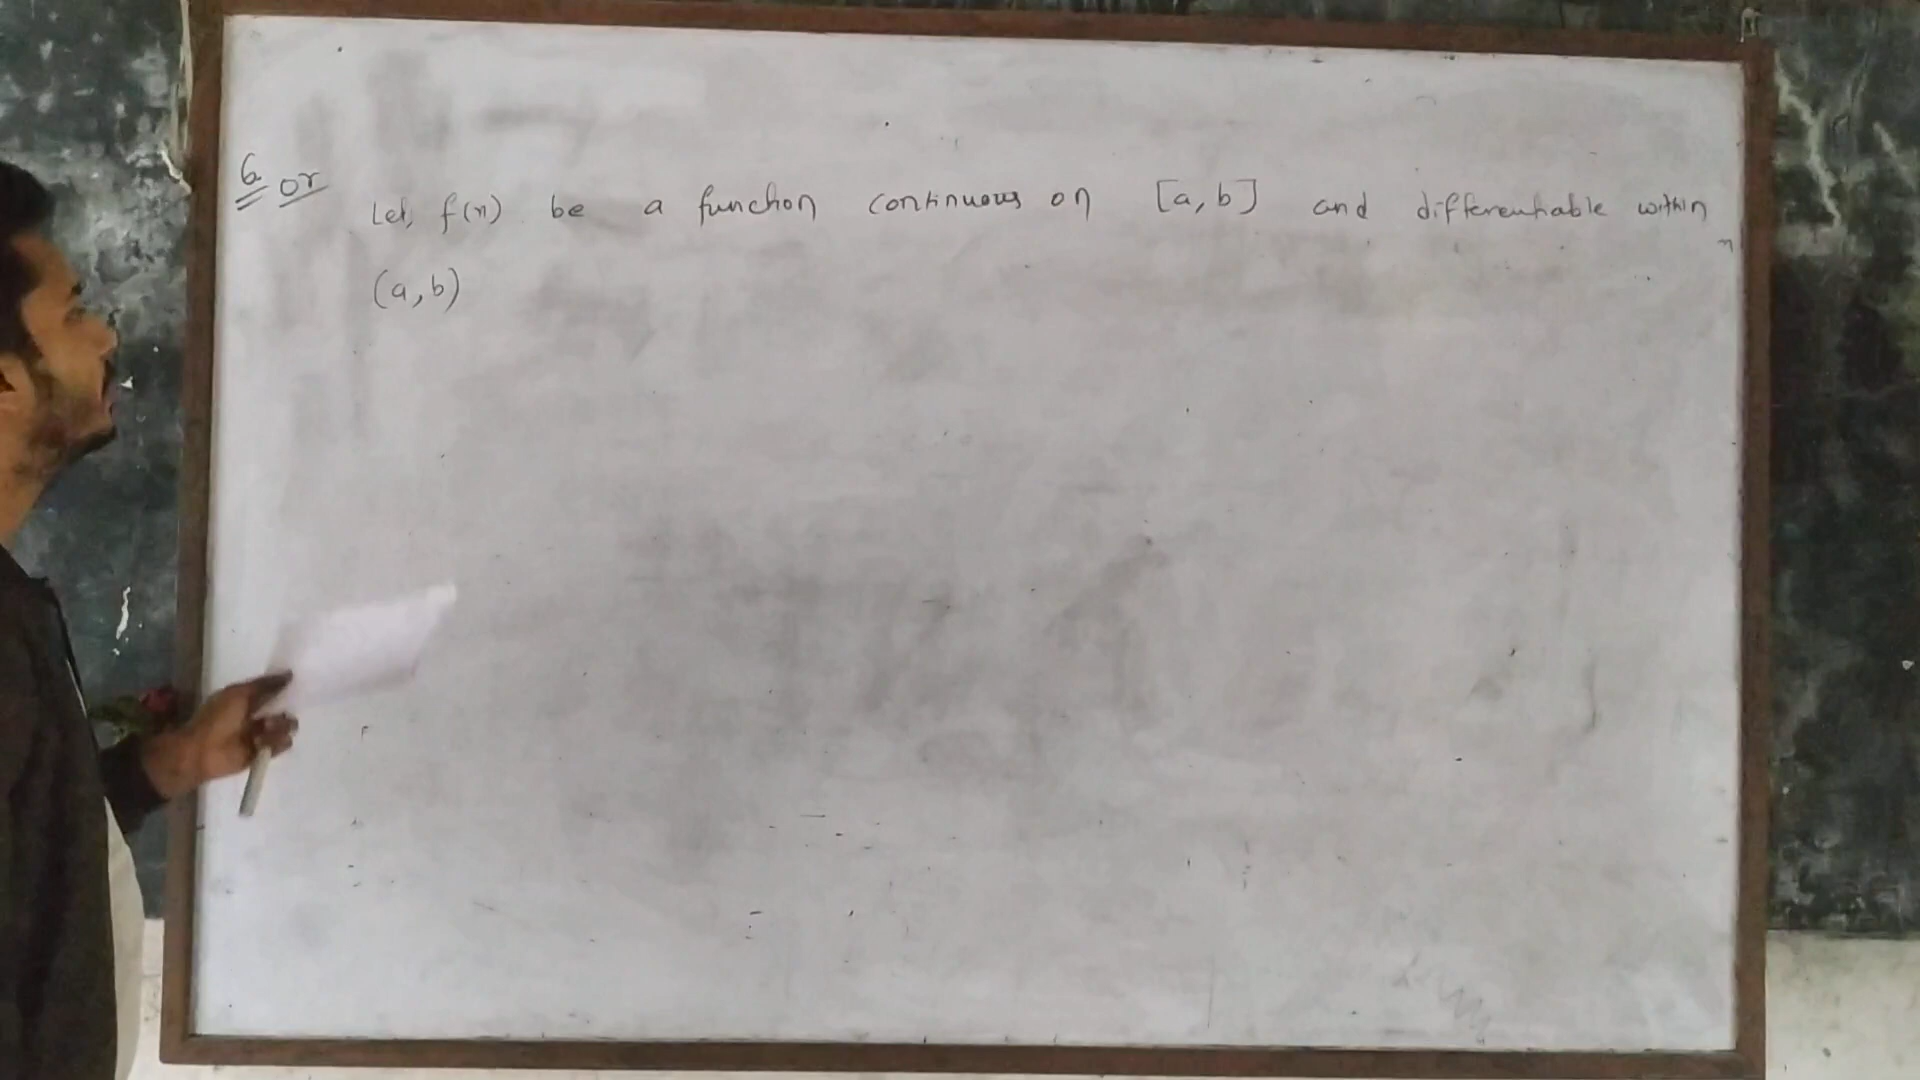 6 or
Let, f(x) be a function continuous on [a, b] and differentiable within
(a, b)